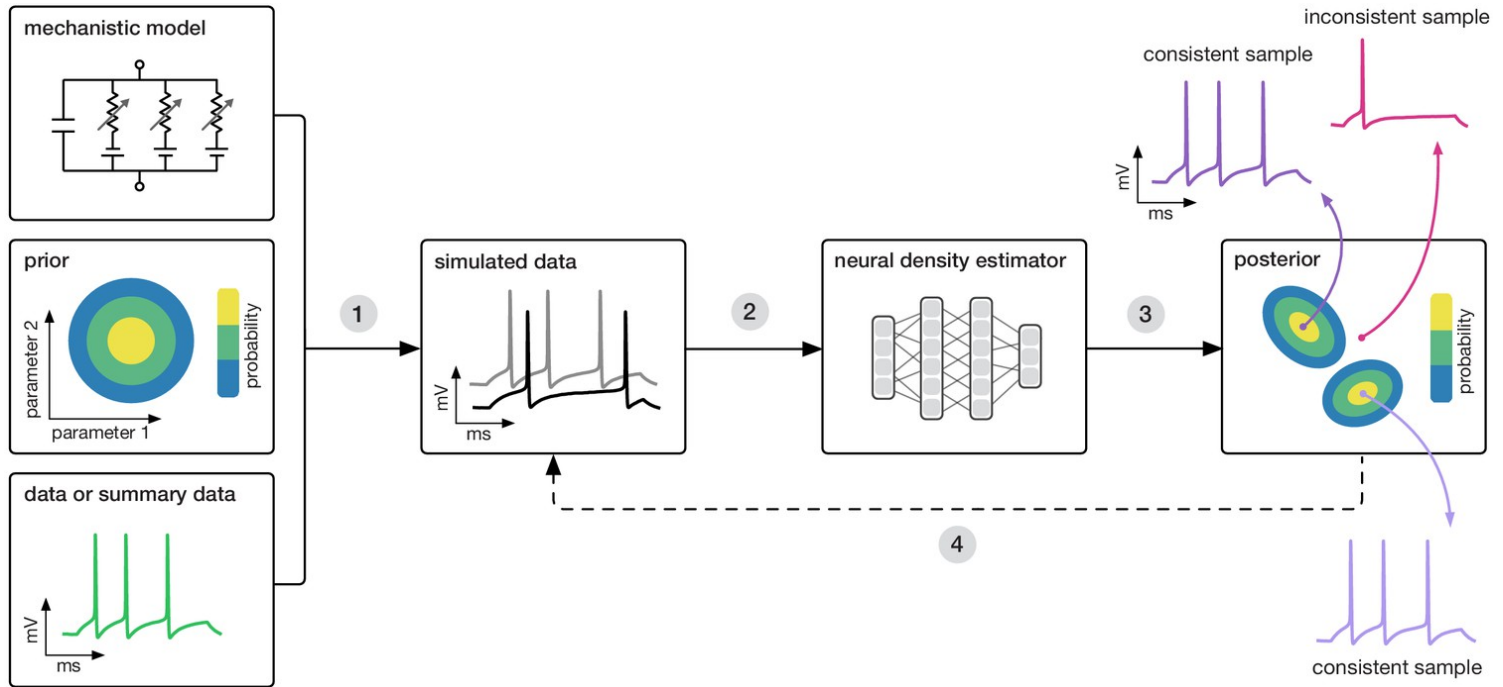 mechanistic model
prior
parameter 2
parameter 1
probability
data or summary data
mV
ms
1
simulated data
mV
ms
2
neural density estimator
3
posterior
probability
4
consistent sample
mV
ms
inconsistent sample
consistent sample